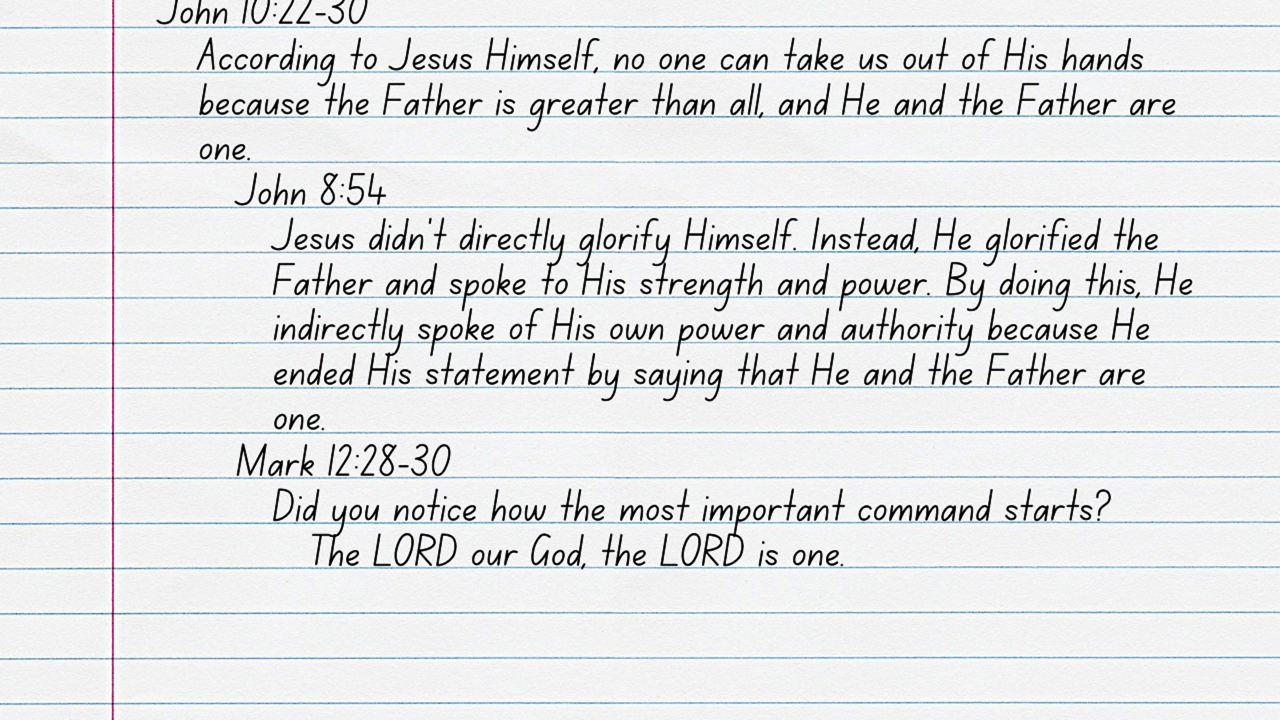 John 10:22-30
According to Jesus Himself, no one can take us out of His hands
because the Father is greater than all, and He and the Father are
one.
John 8:54
Jesus didn't directly glorify Himself. Instead, He glorified the
Father and spoke to His strength and power. By doing this, He
indirectly spoke of His own power and authority because He
ended His statement by saying that He and the Father are
one.
Mark 12:28-30
Did you notice how the most important command starts?
The LORD our God, the LORD is one.